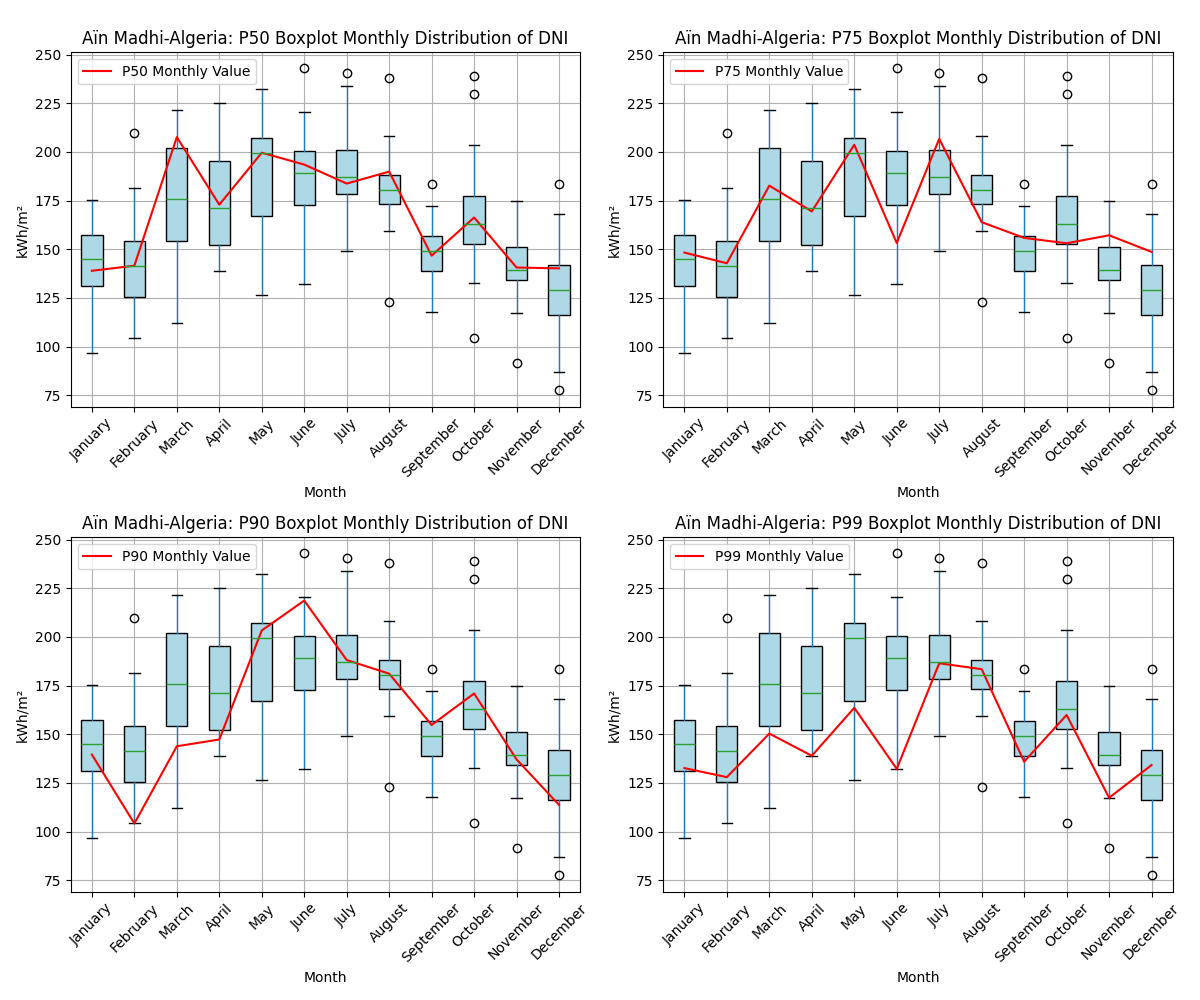 Aïn Madhi-Algeria: P50 Boxplot Monthly Distribution of DNI
P50 Monthly Value
250
225
200
175
150
125
100
75
kWh/m²
January
February
March
April
May
June
July
August
September
October
November
December
Month
Aïn Madhi-Algeria: P75 Boxplot Monthly Distribution of DNI
P75 Monthly Value
250
225
200
175
150
125
100
75
kWh/m²
January
February
March
April
May
June
July
August
September
October
November
December
Month
Aïn Madhi-Algeria: P90 Boxplot Monthly Distribution of DNI
P90 Monthly Value
250
225
200
175
150
125
100
75
kWh/m²
January
February
March
April
May
June
July
August
September
October
November
December
Month
Aïn Madhi-Algeria: P99 Boxplot Monthly Distribution of DNI
P99 Monthly Value
250
225
200
175
150
125
100
75
kWh/m²
January
February
March
April
May
June
July
August
September
October
November
December
Month